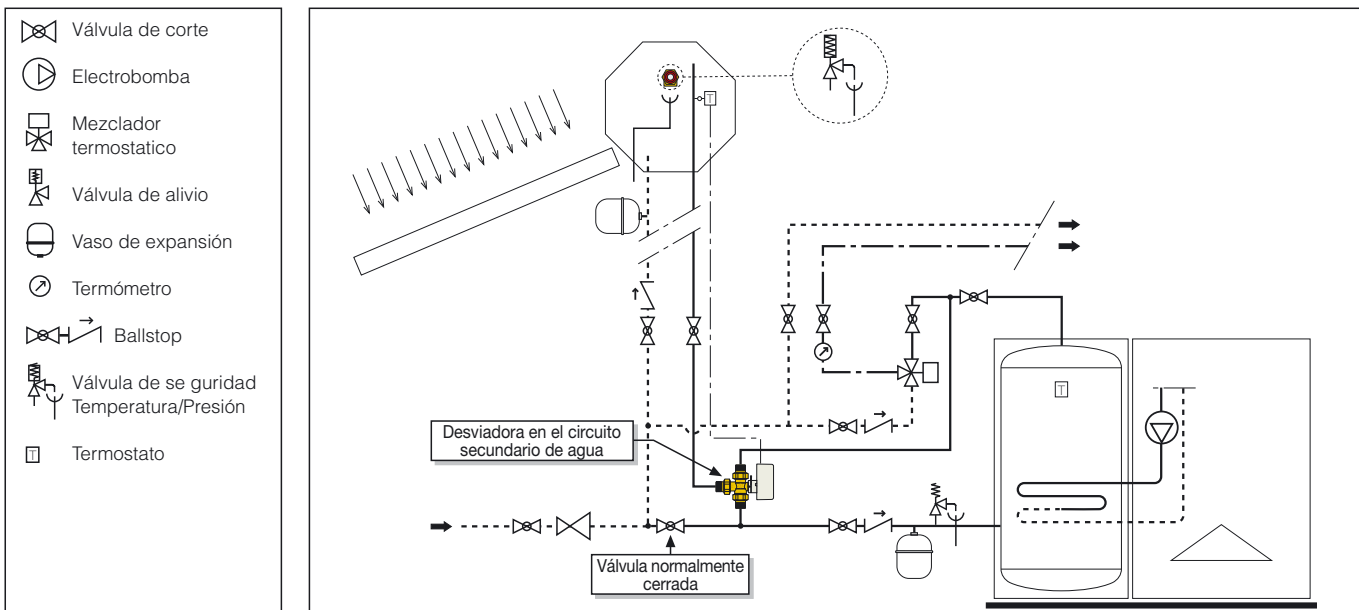 Válvula de corte
Electrobomba
Mezclador
termostatico
Válvula de alivio
Vaso de expansión
Termómetro
Ballstop
Válvula de se guridad
Temperatura/Presión
T
Termostato
T
T
Desviadora en el circuito
secundario de agua
Válvula normalmente
cerrada